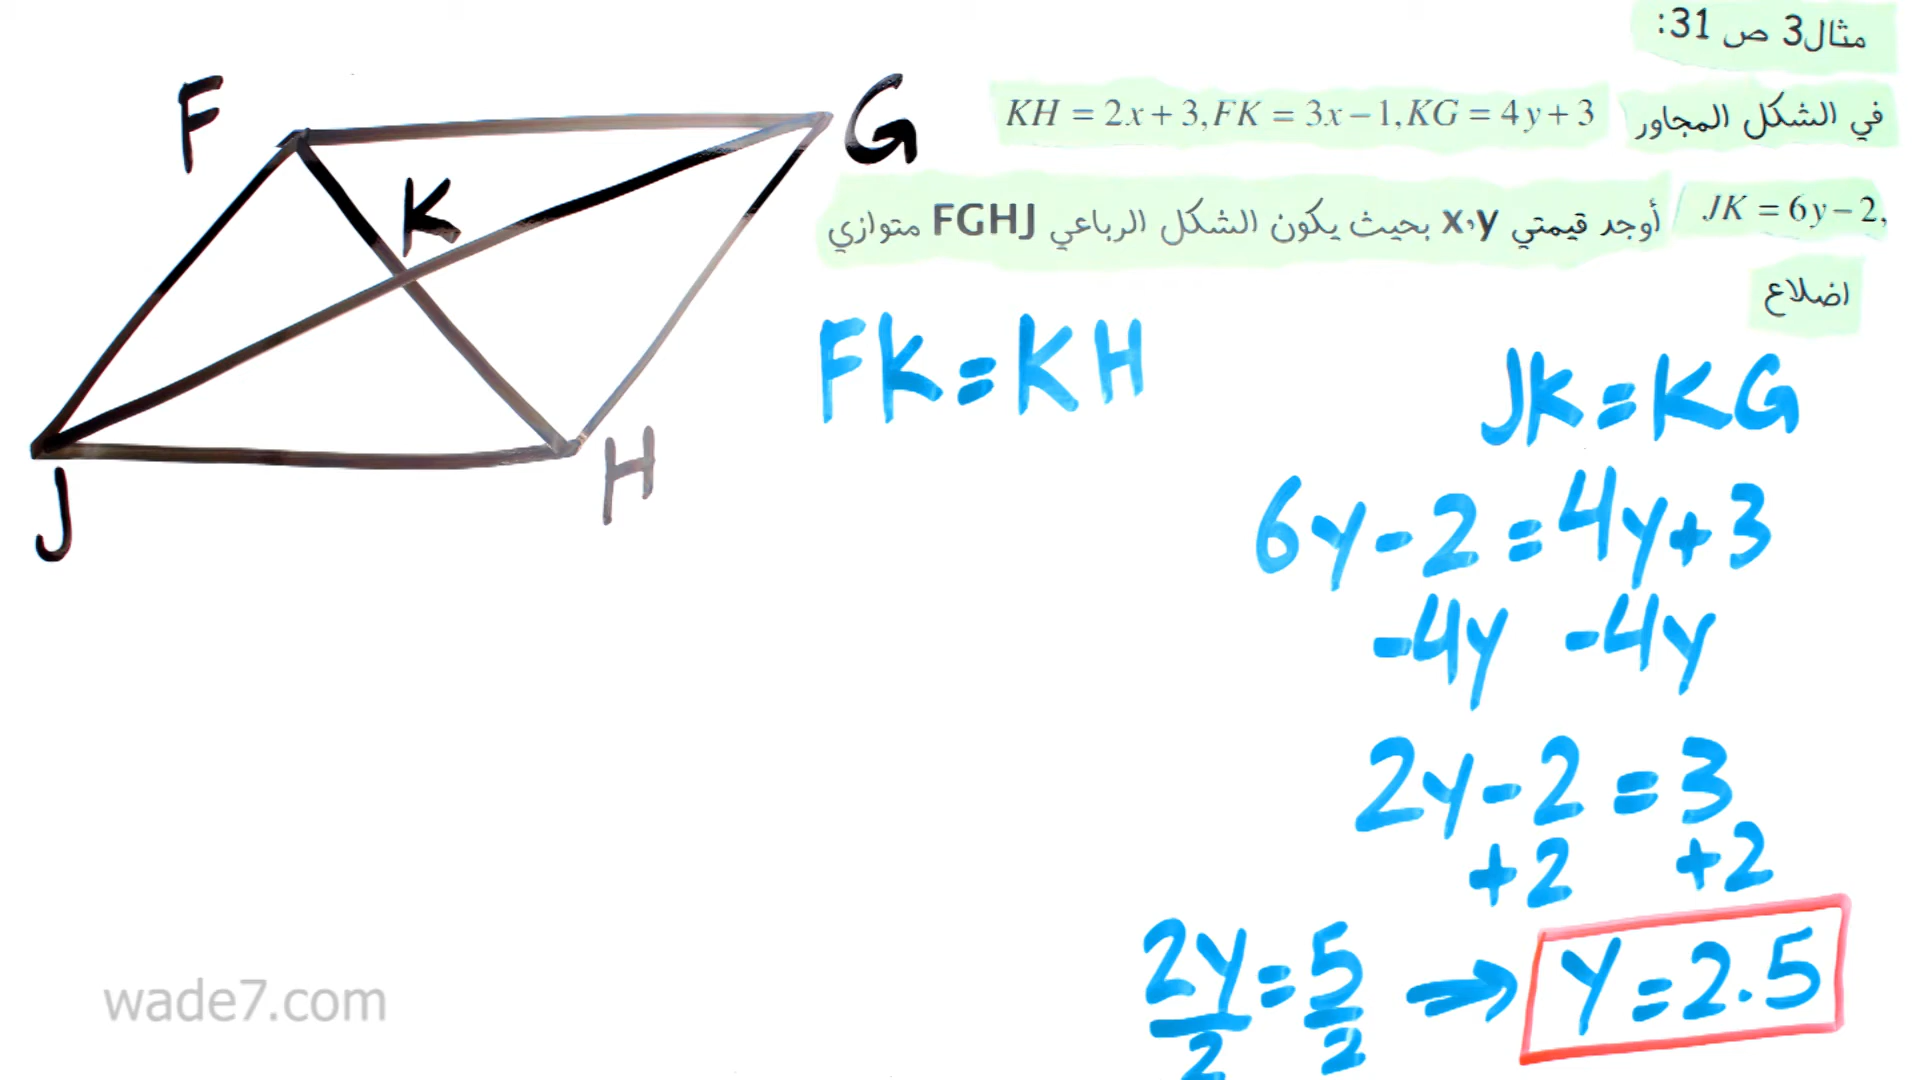 مثال3 ص 31:
في الشكل المجاور KH = 2x + 3, FK = 3x − 1, KG = 4y + 3
,JK = 6y − 2 أوجد قيمتي x,y بحيث يكون الشكل الرباعي FGHJ متوازي
اضلاع
F
G
K
J
H
FK = KH
JK = KG
6y - 2 = 4y + 3
-4y -4y
2y - 2 = 3
+2 +2
2y/2 = 5/2 ⇒ y = 2.5
wade7.com